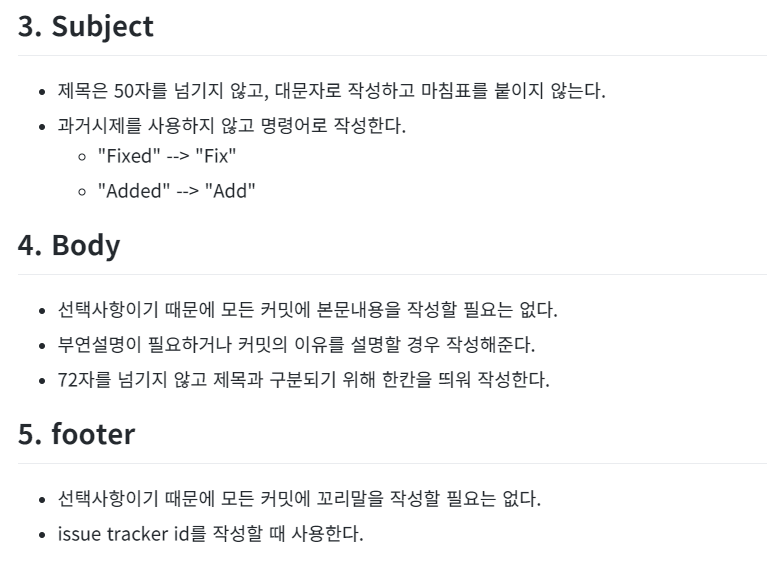 3. Subject
• 제목은 50자를 넘기지 않고, 대문자로 작성하고 마침표를 붙이지 않는다.
• 과거시제를 사용하지 않고 명령어로 작성한다.
◦ "Fixed" --> "Fix"
◦ "Added" --> "Add"
4. Body
• 선택사항이기 때문에 모든 커밋에 본문내용을 작성할 필요는 없다.
• 부연설명이 필요하거나 커밋의 이유를 설명할 경우 작성해준다.
• 72자를 넘기지 않고 제목과 구분되기 위해 한칸을 띄워 작성한다.
5. footer
• 선택사항이기 때문에 모든 커밋에 꼬리말을 작성할 필요는 없다.
• issue tracker id를 작성할 때 사용한다.